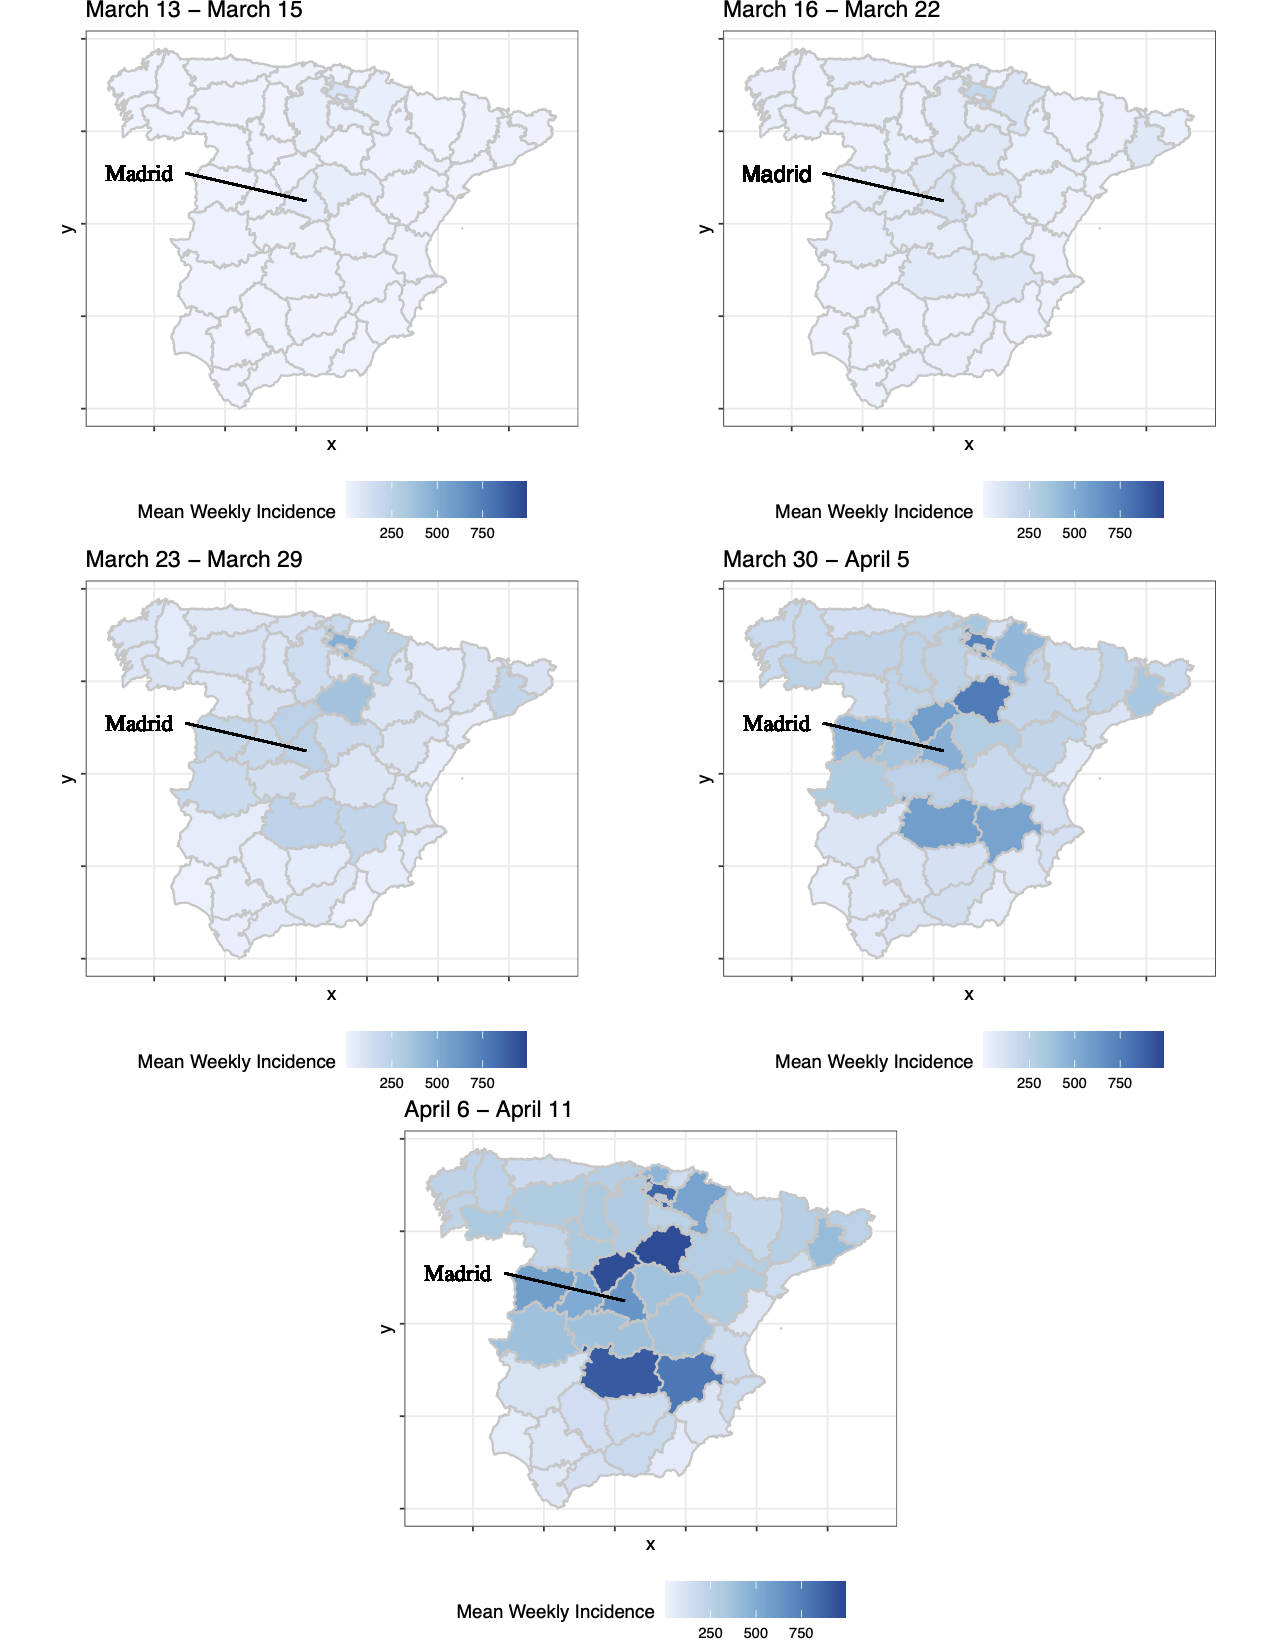 March 13 – March 15
Madrid
y
x
Mean Weekly Incidence
250 500 750
March 16 – March 22
Madrid
y
x
Mean Weekly Incidence
250 500 750
March 23 – March 29
Madrid
y
x
Mean Weekly Incidence
250 500 750
March 30 – April 5
Madrid
y
x
Mean Weekly Incidence
250 500 750
April 6 – April 11
Madrid
y
x
Mean Weekly Incidence
250 500 750